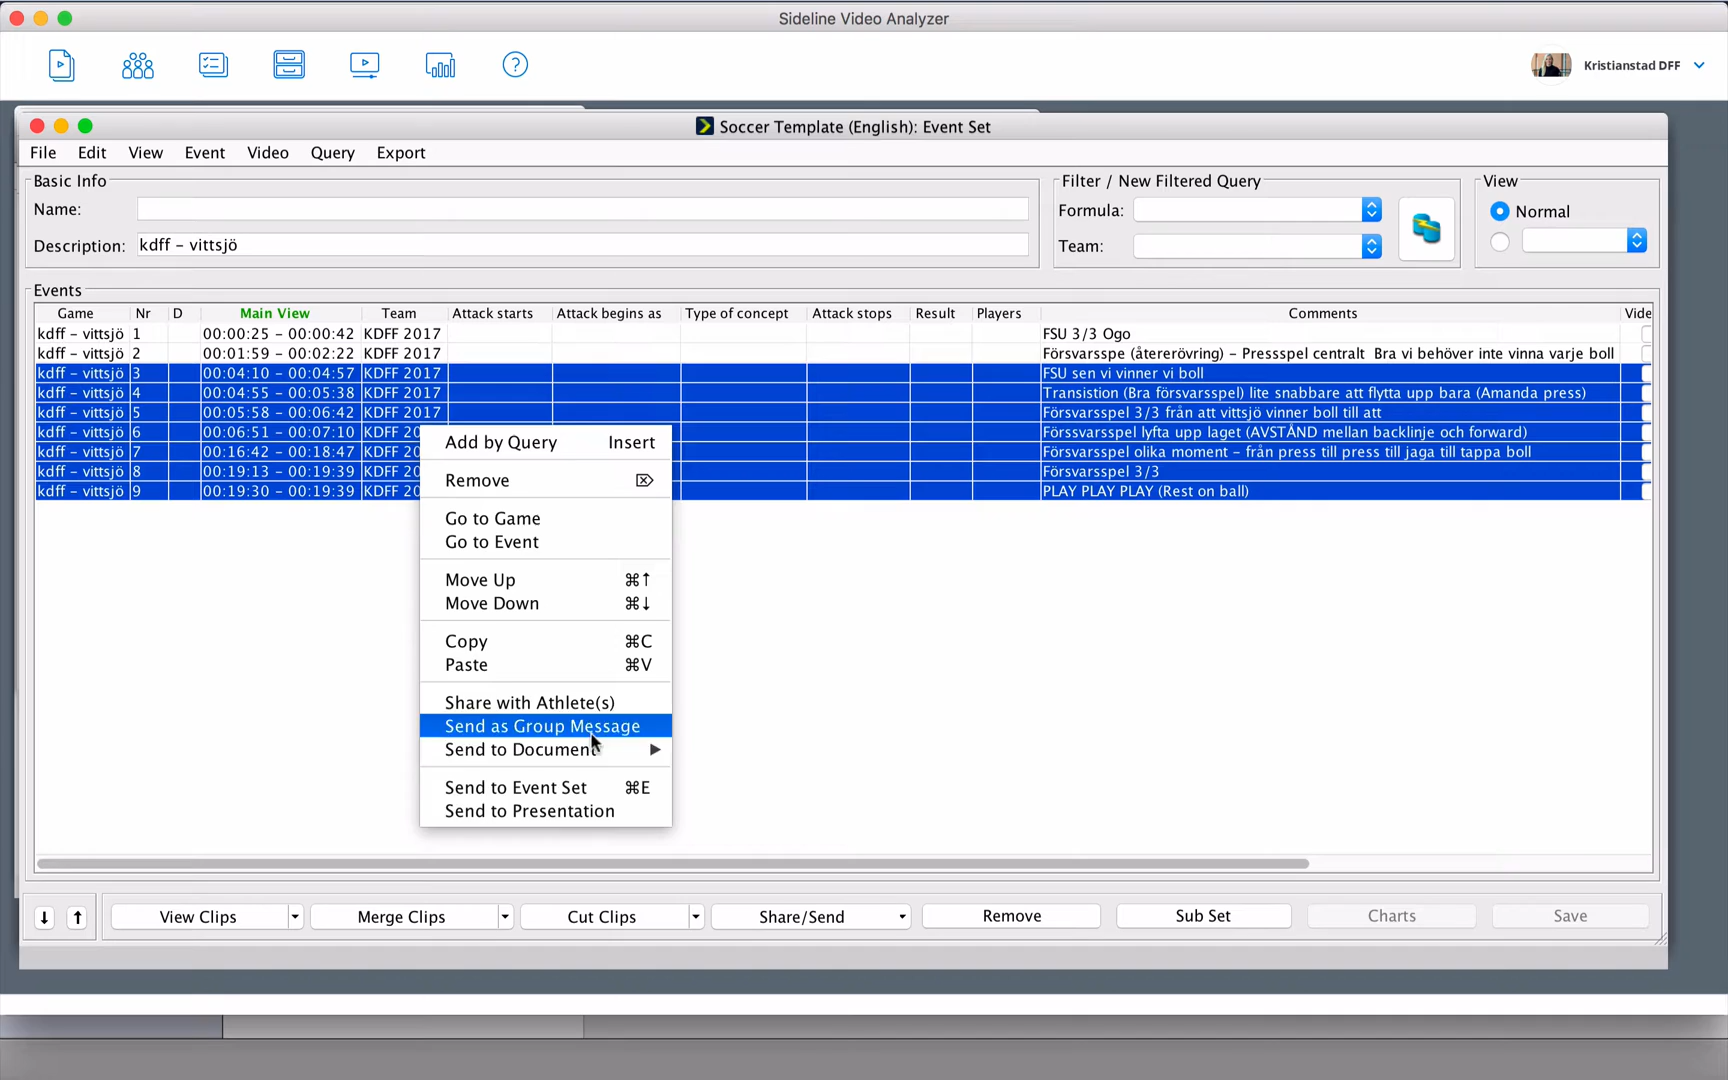 Sideline Video Analyzer
Kristianstad DFF
Soccer Template (English): Event Set
File Edit View Event Video Query Export
Basic Info
Name:
Description: kdff – vittsjö
Filter / New Filtered Query
Formula:
Team:
View
Normal
Events
Game Nr D Main View Team Attack starts Attack begins as Type of concept Attack stops Result Players Comments Vide
kdff – vittsjö 1 00:00:25 – 00:00:42 KDFF 2017 FSU 3/3 Ogo
kdff – vittsjö 2 00:01:59 – 00:02:22 KDFF 2017 Försvarsspe (återerövring) – Pressspel centralt Bra vi behöver inte vinna varje boll
kdff – vittsjö 3 00:04:10 – 00:04:57 KDFF 2017 FSU sen vi vinner vi boll
kdff – vittsjö 4 00:04:55 – 00:05:38 KDFF 2017 Transistion (Bra försvarsspel) lite snabbare att flytta upp bara (Amanda press)
kdff – vittsjö 5 00:05:58 – 00:06:42 KDFF 2017 Försvarsspel 3/3 från att vittsjö vinner boll till att
kdff – vittsjö 6 00:06:51 – 00:07:10 KDFF 20 Förssvarsspel lyfta upp laget (AVSTÅND mellan backlinje och forward)
kdff – vittsjö 7 00:16:42 – 00:18:47 KDFF 20 Försvarsspel olika moment – från press till press till jaga till tappa boll
kdff – vittsjö 8 00:19:13 – 00:19:39 KDFF 20 Försvarsspel 3/3
kdff – vittsjö 9 00:19:30 – 00:19:39 KDFF 20 PLAY PLAY PLAY (Rest on ball)
Add by Query Insert
Remove ⌦
Go to Game
Go to Event
Move Up ⌘↑
Move Down ⌘↓
Copy ⌘C
Paste ⌘V
Share with Athlete(s)
Send as Group Message
Send to Document
Send to Event Set ⌘E
Send to Presentation
View Clips Merge Clips Cut Clips Share/Send Remove Sub Set Charts Save